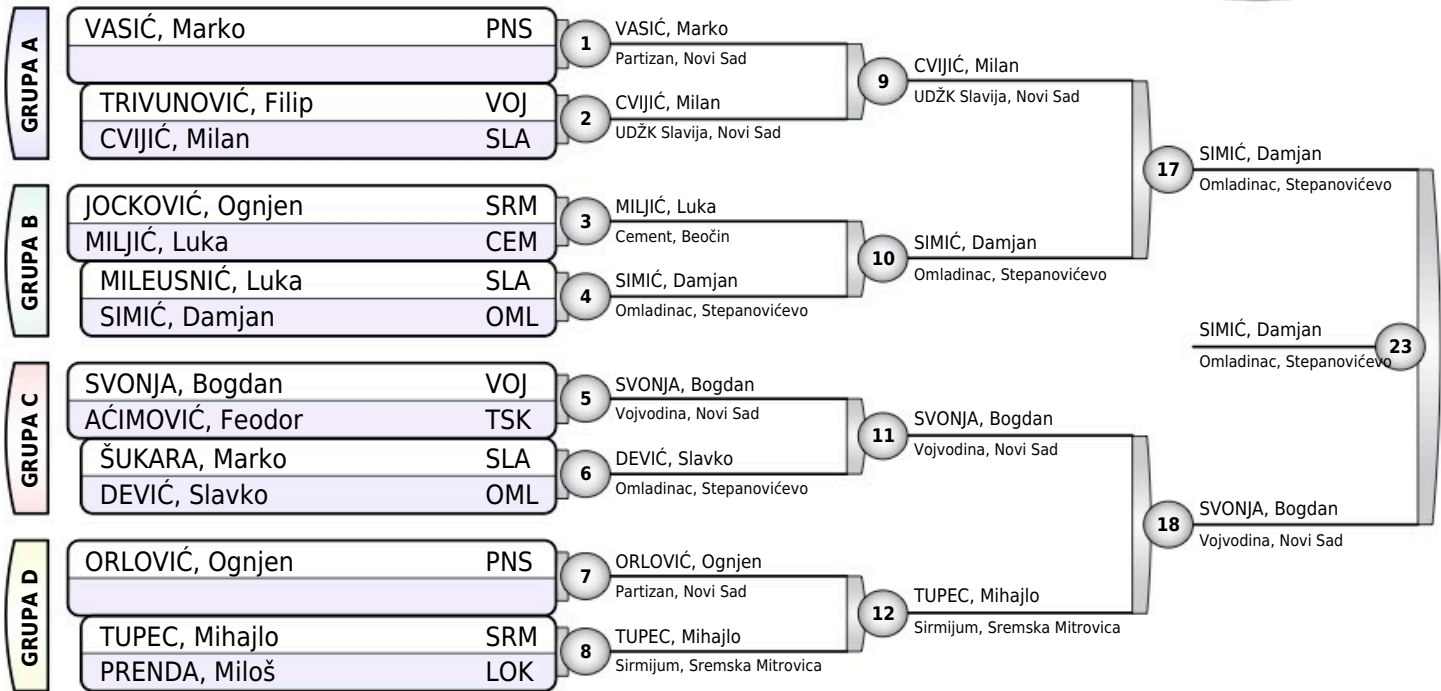 GRUPA A
VASIĆ, Marko PNS
TRIVUNOVIĆ, Filip VOJ
CVIJIĆ, Milan SLA
GRUPA B
JOCKOVIĆ, Ognjen SRM
MILJIĆ, Luka CEM
MILEUSNIĆ, Luka SLA
SIMIĆ, Damjan OML
GRUPA C
SVONJA, Bogdan VOJ
AĆIMOVIĆ, Feodor TSK
ŠUKARA, Marko SLA
DEVIĆ, Slavko OML
GRUPA D
ORLOVIĆ, Ognjen PNS
TUPEC, Mihajlo SRM
PRENDA, Miloš LOK
1
VASIĆ, Marko
Partizan, Novi Sad
2
CVIJIĆ, Milan
UDŽK Slavija, Novi Sad
3
MILJIĆ, Luka
Cement, Beočin
4
SIMIĆ, Damjan
Omladinac, Stepanovićevo
5
SVONJA, Bogdan
Vojvodina, Novi Sad
6
DEVIĆ, Slavko
Omladinac, Stepanovićevo
7
ORLOVIĆ, Ognjen
Partizan, Novi Sad
8
TUPEC, Mihajlo
Sirmijum, Sremska Mitrovica
9
CVIJIĆ, Milan
UDŽK Slavija, Novi Sad
10
SIMIĆ, Damjan
Omladinac, Stepanovićevo
11
SVONJA, Bogdan
Vojvodina, Novi Sad
12
TUPEC, Mihajlo
Sirmijum, Sremska Mitrovica
17
SIMIĆ, Damjan
Omladinac, Stepanovićevo
18
SVONJA, Bogdan
Vojvodina, Novi Sad
SIMIĆ, Damjan
Omladinac, Stepanovićevo
23